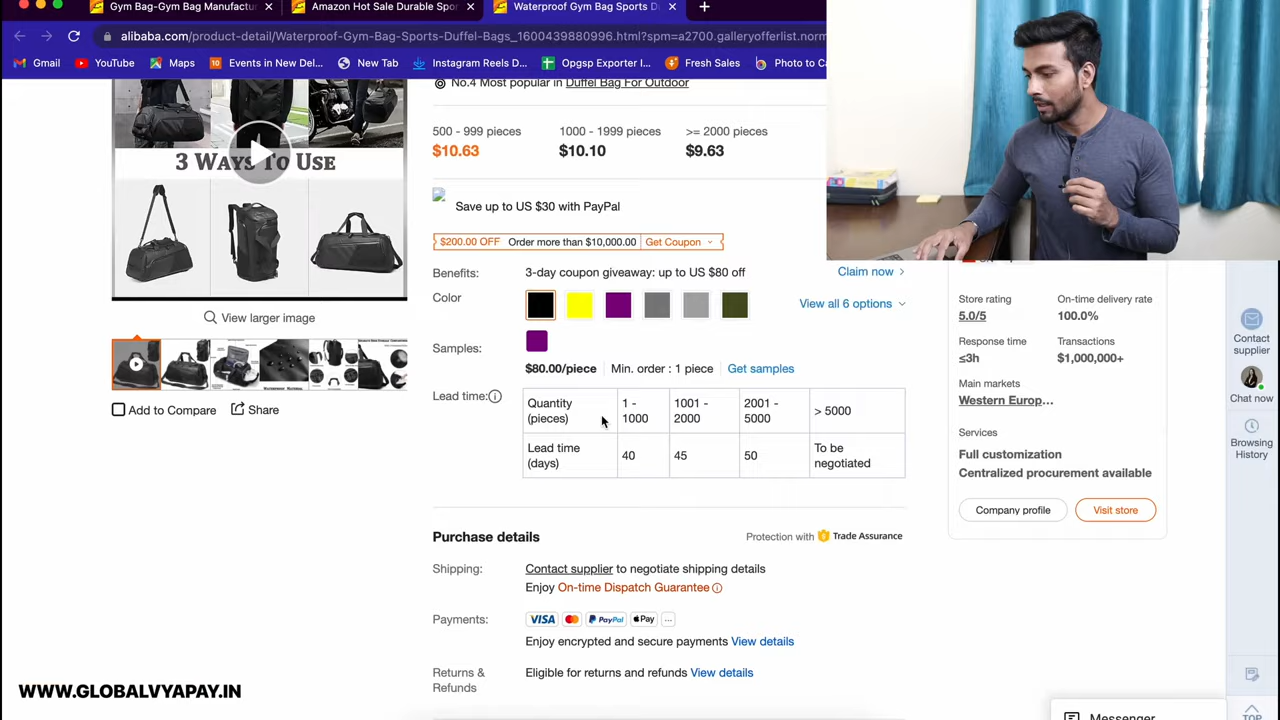 Gym Bag-Gym Bag Manufactu
Amazon Hot Sale Durable Spor
Waterproof Gym Bag Sports D
alibaba.com/product-detail/Waterproof-Gym-Bag-Sports-Duffel-Bags_1600439880996.html?spm=a2700.galleryofferlist.norm
Gmail
YouTube
Maps
Events in New Del...
New Tab
Instagram Reels D...
Opgsp Exporter I...
Fresh Sales
Photo to Ca
No.4 Most popular in Duffel Bag For Outdoor
500 - 999 pieces
1000 - 1999 pieces
>= 2000 pieces
$10.63
$10.10
$9.63
3 WAYS TO USE
Save up to US $30 with PayPal
$200.00 OFF Order more than $10,000.00 Get Coupon
Benefits: 3-day coupon giveaway: up to US $80 off Claim now >
Color
View all 6 options
View larger image
Samples:
$80.00/piece Min. order : 1 piece Get samples
Lead time:
Quantity (pieces)
1 - 1000
1001 - 2000
2001 - 5000
> 5000
Lead time (days)
40
45
50
To be negotiated
Add to Compare
Share
Store rating
5.0/5
On-time delivery rate
100.0%
Response time
≤3h
Transactions
$1,000,000+
Main markets
Western Europ...
Services
Full customization
Centralized procurement available
Company profile
Visit store
Contact supplier
Chat now
Browsing History
Purchase details
Protection with Trade Assurance
Shipping: Contact supplier to negotiate shipping details
Enjoy On-time Dispatch Guarantee
Payments: VISA PayPal Pay ...
Enjoy encrypted and secure payments View details
Returns & Refunds
Eligible for returns and refunds View details
WWW.GLOBALVYAPAY.IN
Messenger
TOP